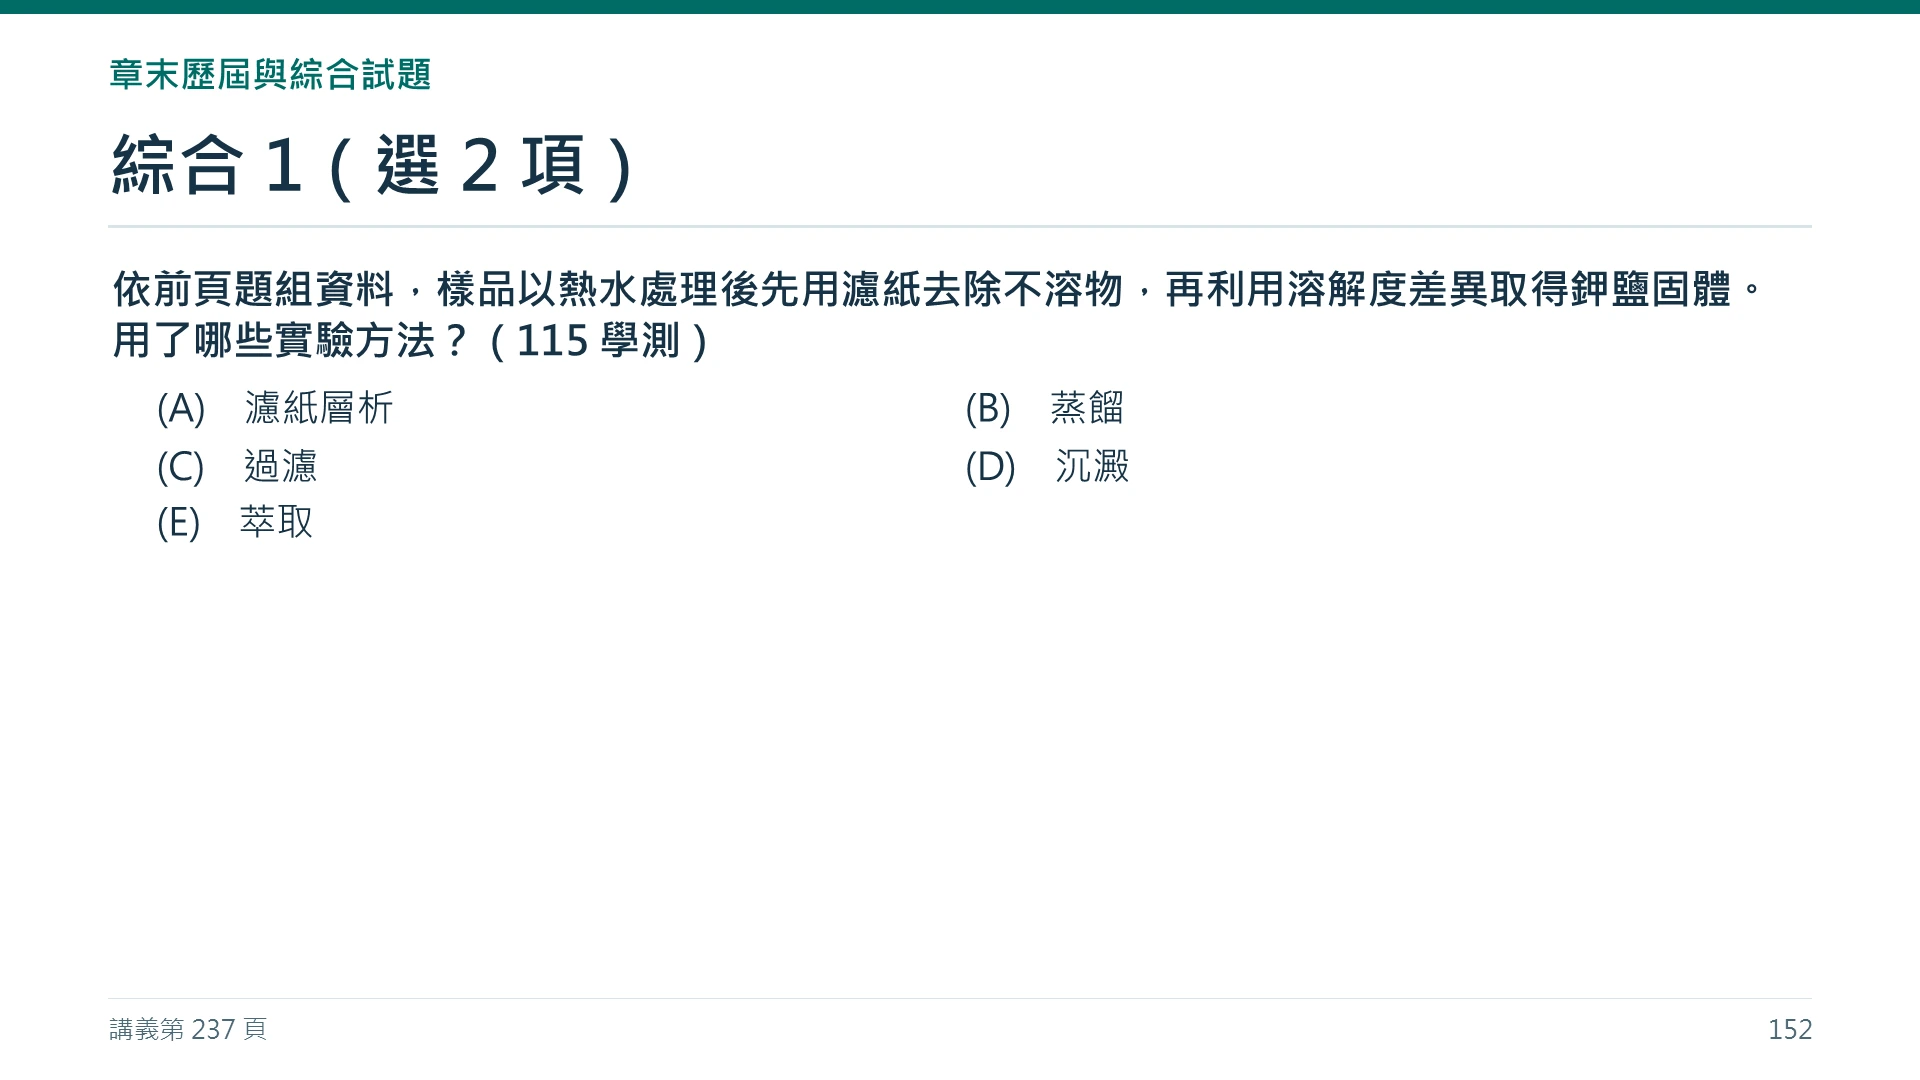 章末歷屆與綜合試題
綜合 1（選 2 項）
依前頁題組資料，樣品以熱水處理後先用濾紙去除不溶物，再利用溶解度差異取得鉀鹽固體。
用了哪些實驗方法？（115 學測）
(A) 濾紙層析 (B) 蒸餾
(C) 過濾 (D) 沉澱
(E) 萃取
講義第 237 頁 152